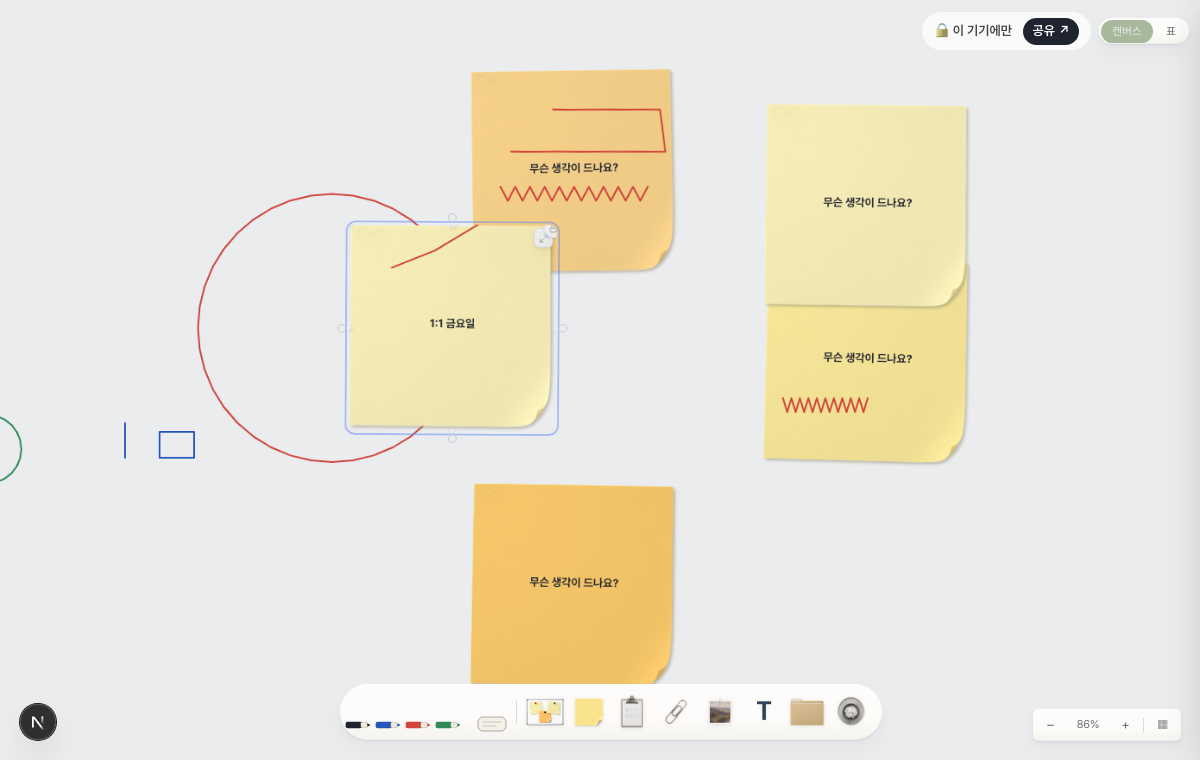 이 기기에만
공유 ↗
캔버스
표
무슨 생각이 드나요?
무슨 생각이 드나요?
1:1 금요일
무슨 생각이 드나요?
무슨 생각이 드나요?
T
N
− 86% +